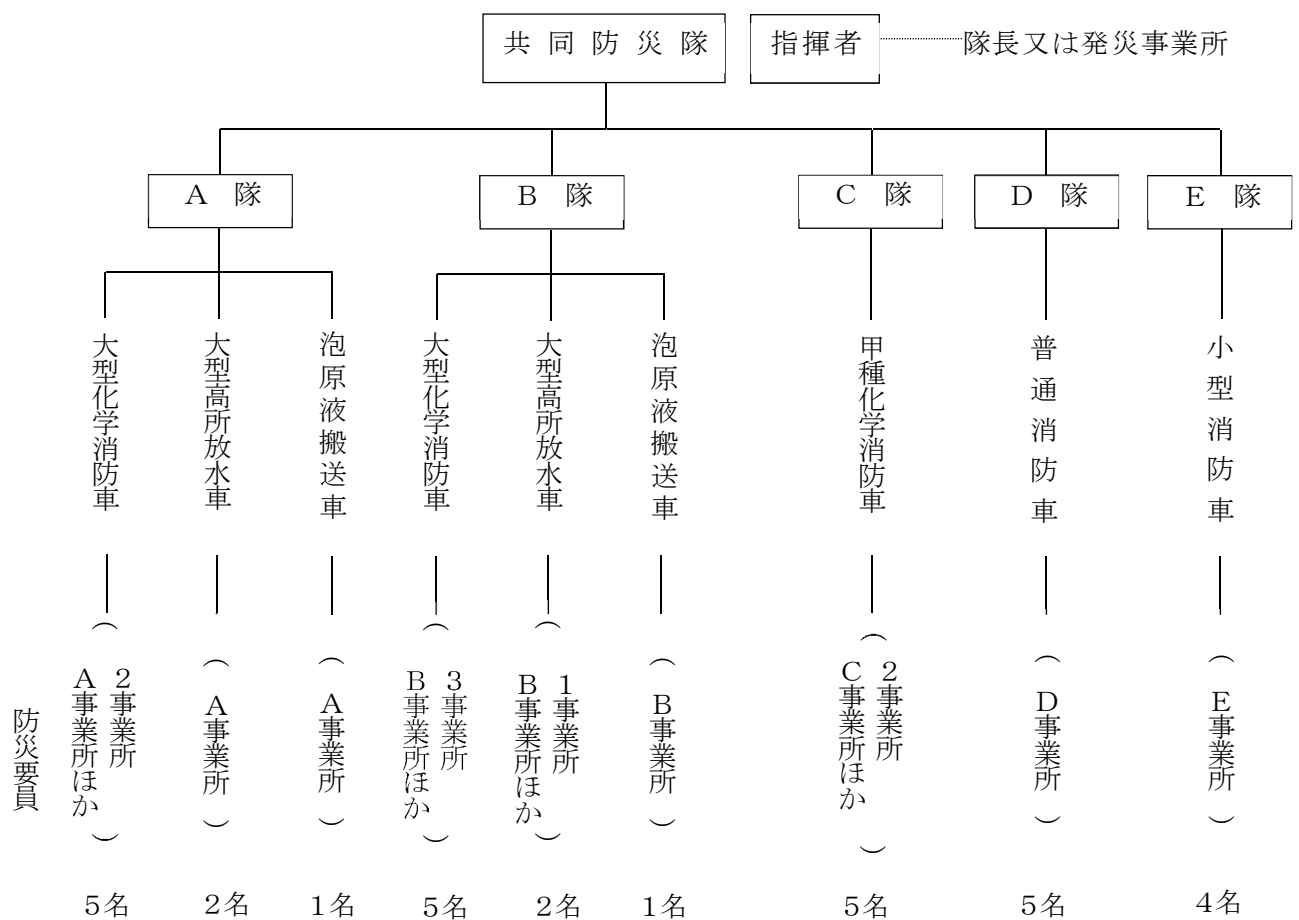 共同防災隊
指揮者
隊長又は発災事業所
A 隊
B 隊
C 隊
D 隊
E 隊
大型化学消防車
大型高所放水車
泡原液搬送車
大型化学消防車
大型高所放水車
泡原液搬送車
甲種化学消防車
普通消防車
小型消防車
防災要員
(A事業所ほか
2事業所)
(A事業所)
(A事業所)
(B事業所ほか
3事業所)
(B事業所ほか
1事業所)
(B事業所)
(C事業所ほか
2事業所)
(D事業所)
(E事業所)
5名
2名
1名
5名
2名
1名
5名
5名
4名